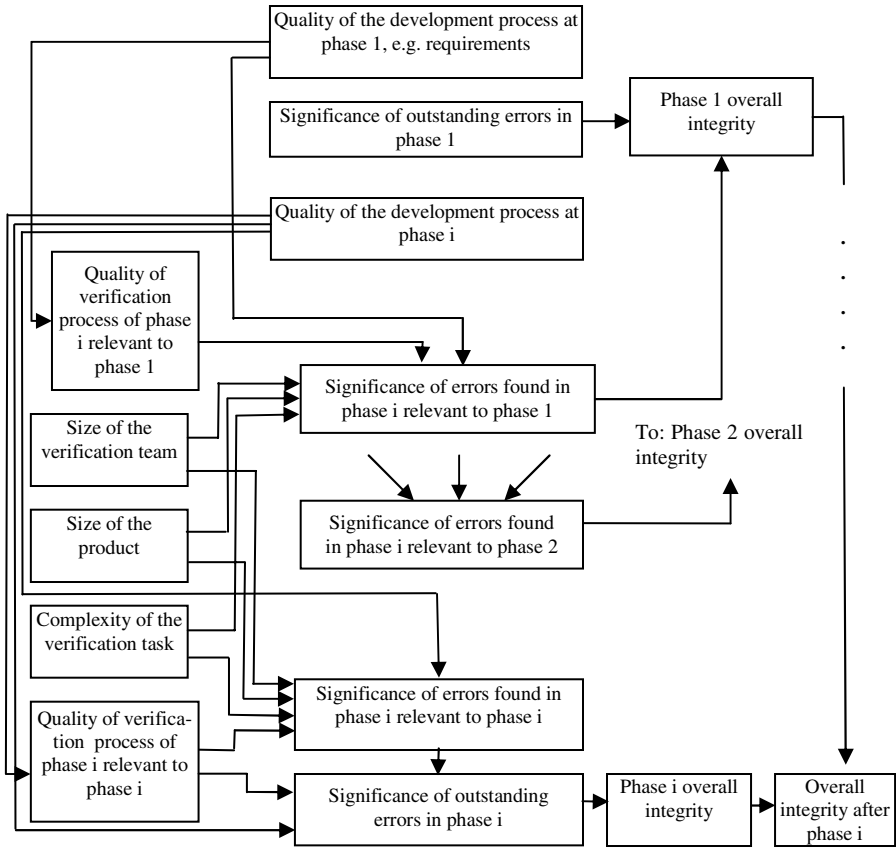 Quality of the development process at
phase 1, e.g. requirements
Significance of outstanding errors in
phase 1
Phase 1 overall
integrity
Quality of the development process at
phase i
Quality of
verification
process of phase
i relevant to
phase 1
Significance of errors found in
phase i relevant to phase 1
Size of the
verification team
To: Phase 2 overall
integrity
Size of the
product
Significance of errors found
in phase i relevant to phase 2
Complexity of the
verification task
Significance of errors found in
phase i relevant to phase i
Quality of verifica-
tion process of
phase i relevant to
phase i
Significance of outstanding
errors in phase i
Phase i overall
integrity
Overall
integrity after
phase i